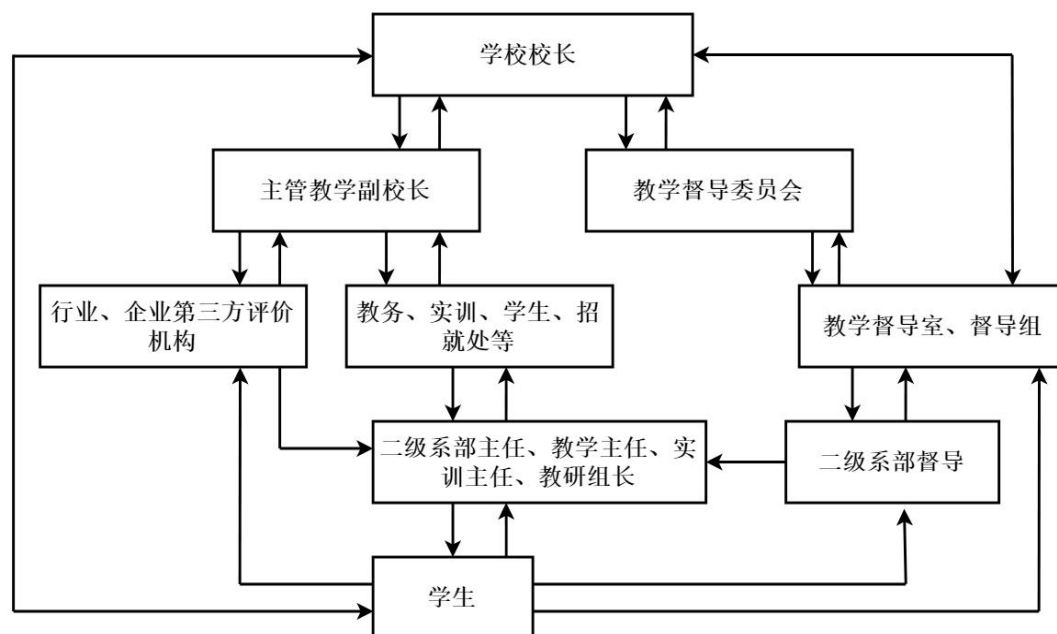 学校校长
主管教学副校长
教学督导委员会
行业、企业第三方评价
机构
教务、实训、学生、招
就处等
教学督导室、督导组
二级系部主任、教学主任、实
训主任、教研组长
二级系部督导
学生